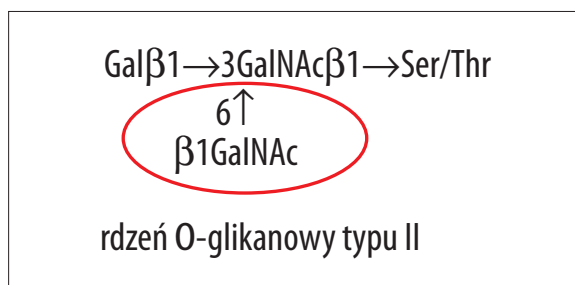 Galβ1→3GalNAcβ1→Ser/Thr
6↑
β1GalNAc
rdzeń O-glikanowy typu II